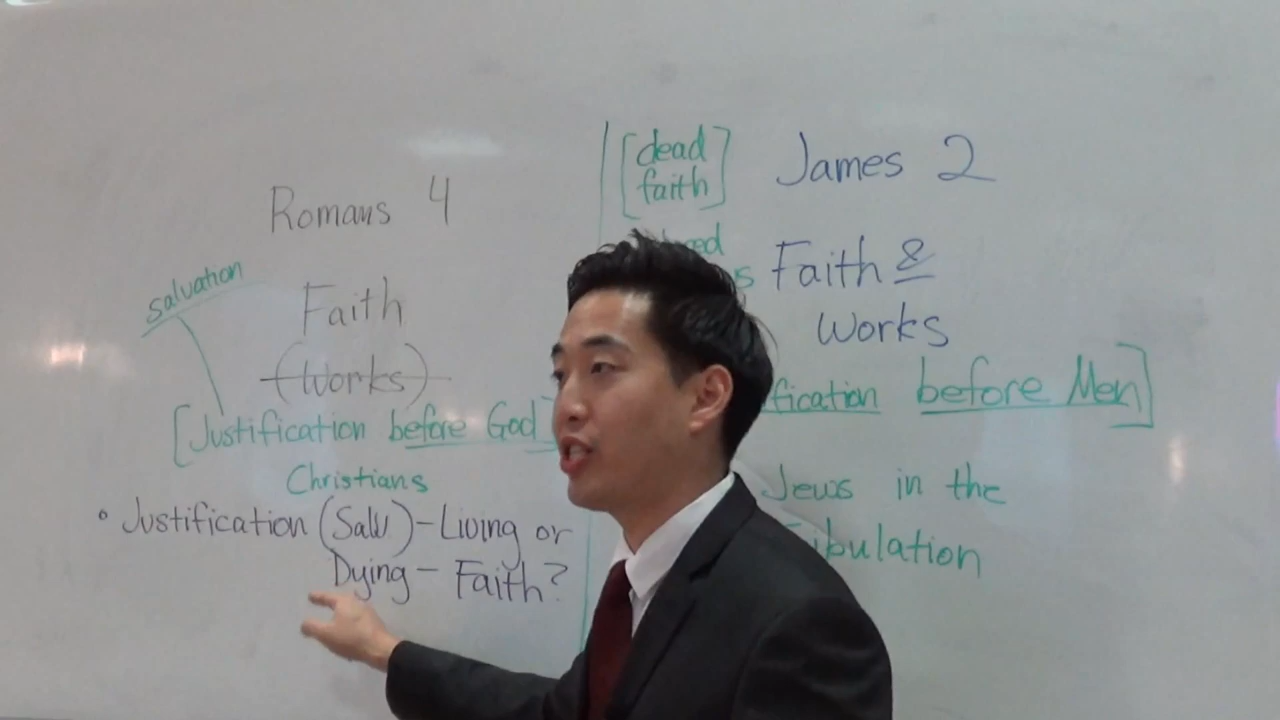 Romans 4
salvation
Faith
(Works)
[Justification before God]
Christians
• Justification (Salv) - Living or
Dying - Faith?
[dead
faith]
James 2
Faith &
Works
before Men]
Jews in the